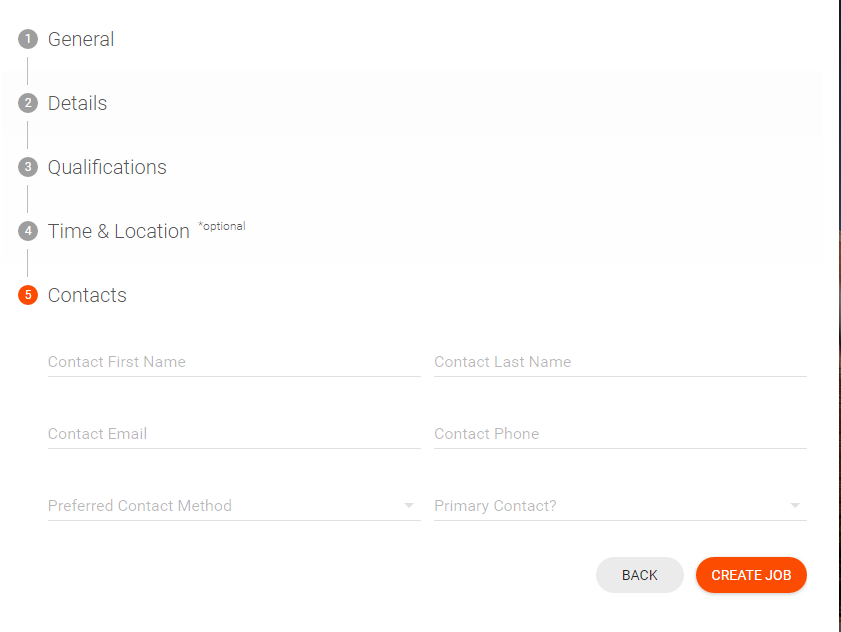 1 General
2 Details
3 Qualifications
4 Time & Location *optional
5 Contacts
Contact First Name Contact Last Name
Contact Email Contact Phone
Preferred Contact Method Primary Contact?
BACK CREATE JOB